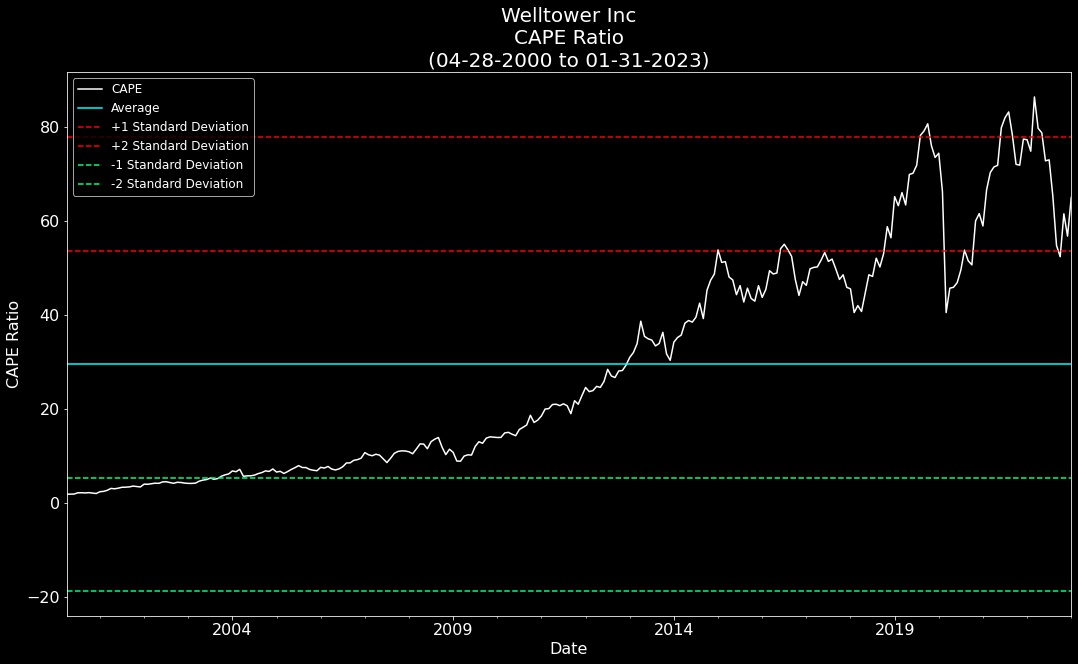 Welltower Inc
CAPE Ratio
(04-28-2000 to 01-31-2023)
CAPE
Average
+1 Standard Deviation
+2 Standard Deviation
-1 Standard Deviation
-2 Standard Deviation
80
60
40
20
0
−20
CAPE Ratio
2004
2009
2014
2019
Date